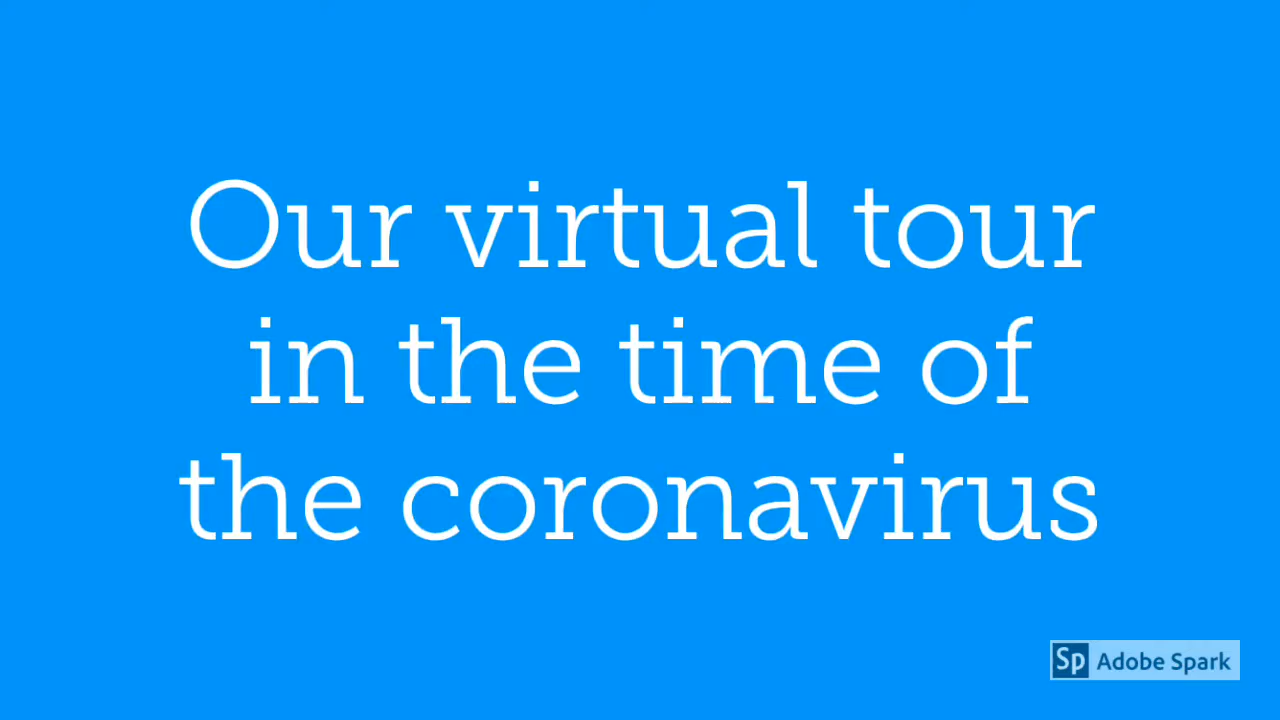 Our virtual tour
in the time of
the coronavirus
Sp Adobe Spark